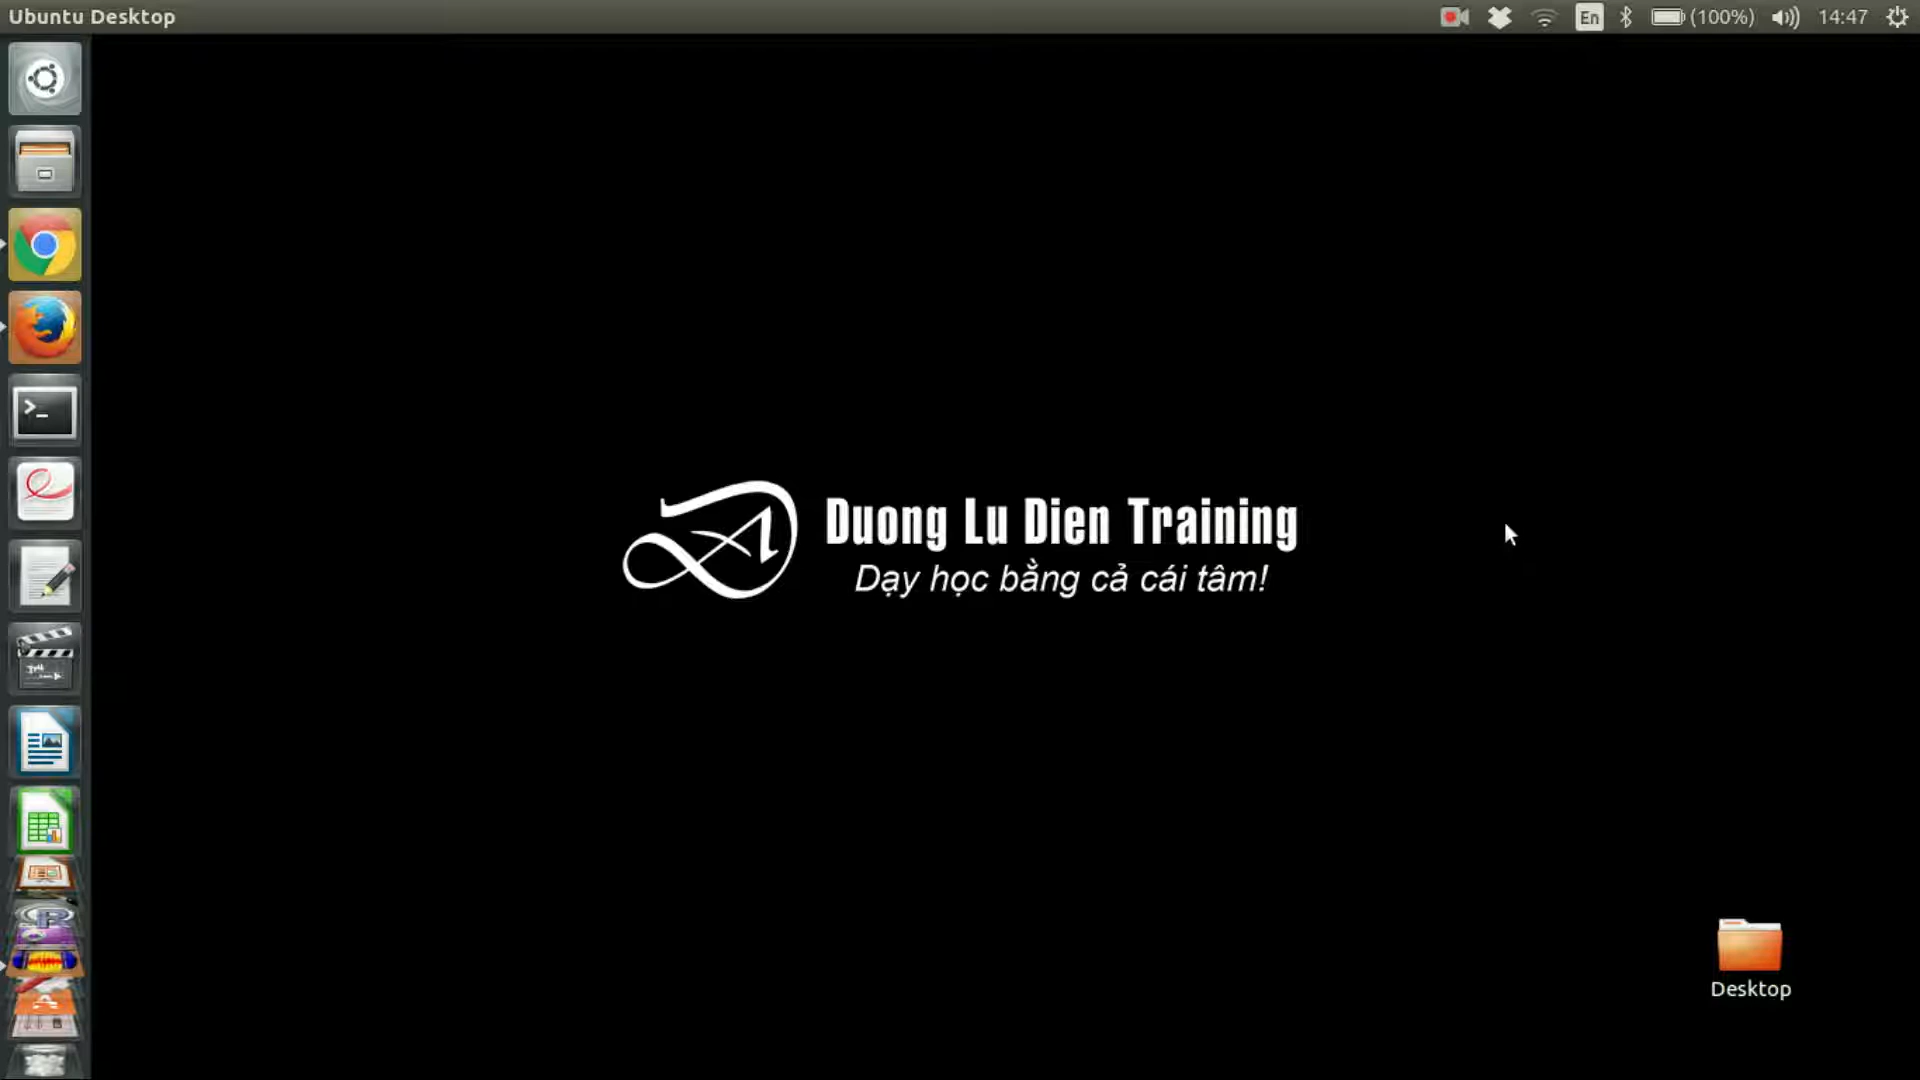 Ubuntu Desktop
En
(100%)
14:47
Duong Lu Dien Training
Dạy học bằng cả cái tâm!
Desktop